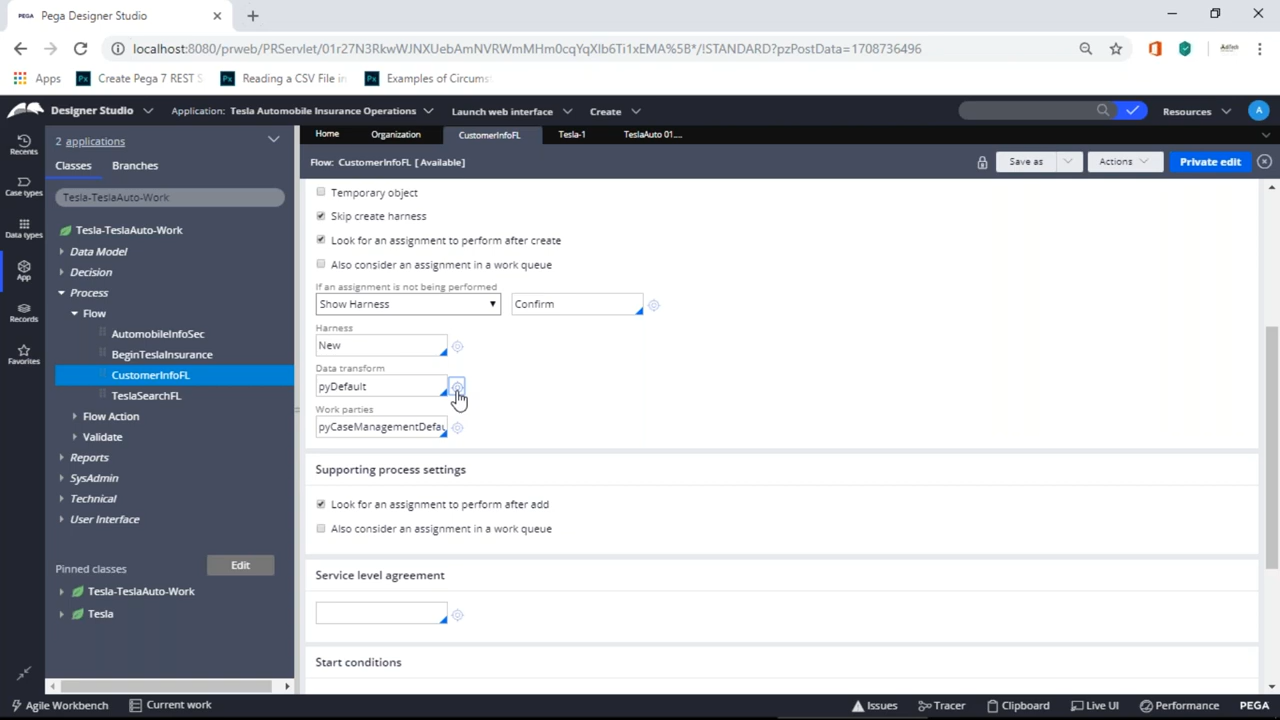 PEGA Pega Designer Studio
localhost:8080/prweb/PRServlet/01r27N3RkwWJNXUebAmNVRWmMHm0cqYqXlb6Ti1xEMA%5B*/!STANDARD?pzPostData=1708736496
Apps Create Pega 7 REST S Reading a CSV File in Examples of Circums
Designer Studio Application: Tesla Automobile Insurance Operations Launch web interface Create Resources A
Recents
Case types
Data types
App
Records
Favorites
2 applications
Classes Branches
Tesla-TeslaAuto-Work
Tesla-TeslaAuto-Work
Data Model
Decision
Process
Flow
AutomobileInfoSec
BeginTeslaInsurance
CustomerInfoFL
TeslaSearchFL
Flow Action
Validate
Reports
SysAdmin
Technical
User Interface
Pinned classes Edit
Tesla-TeslaAuto-Work
Tesla
Home Organization CustomerInfoFL Tesla-1 TeslaAuto 01....
Flow: CustomerInfoFL [ Available] Save as Actions Private edit
Temporary object
Skip create harness
Look for an assignment to perform after create
Also consider an assignment in a work queue
If an assignment is not being performed
Show Harness Confirm
Harness
New
Data transform
pyDefault
Work parties
pyCaseManagementDefau
Supporting process settings
Look for an assignment to perform after add
Also consider an assignment in a work queue
Service level agreement
Start conditions
Agile Workbench Current work Issues Tracer Clipboard Live UI Performance PEGA